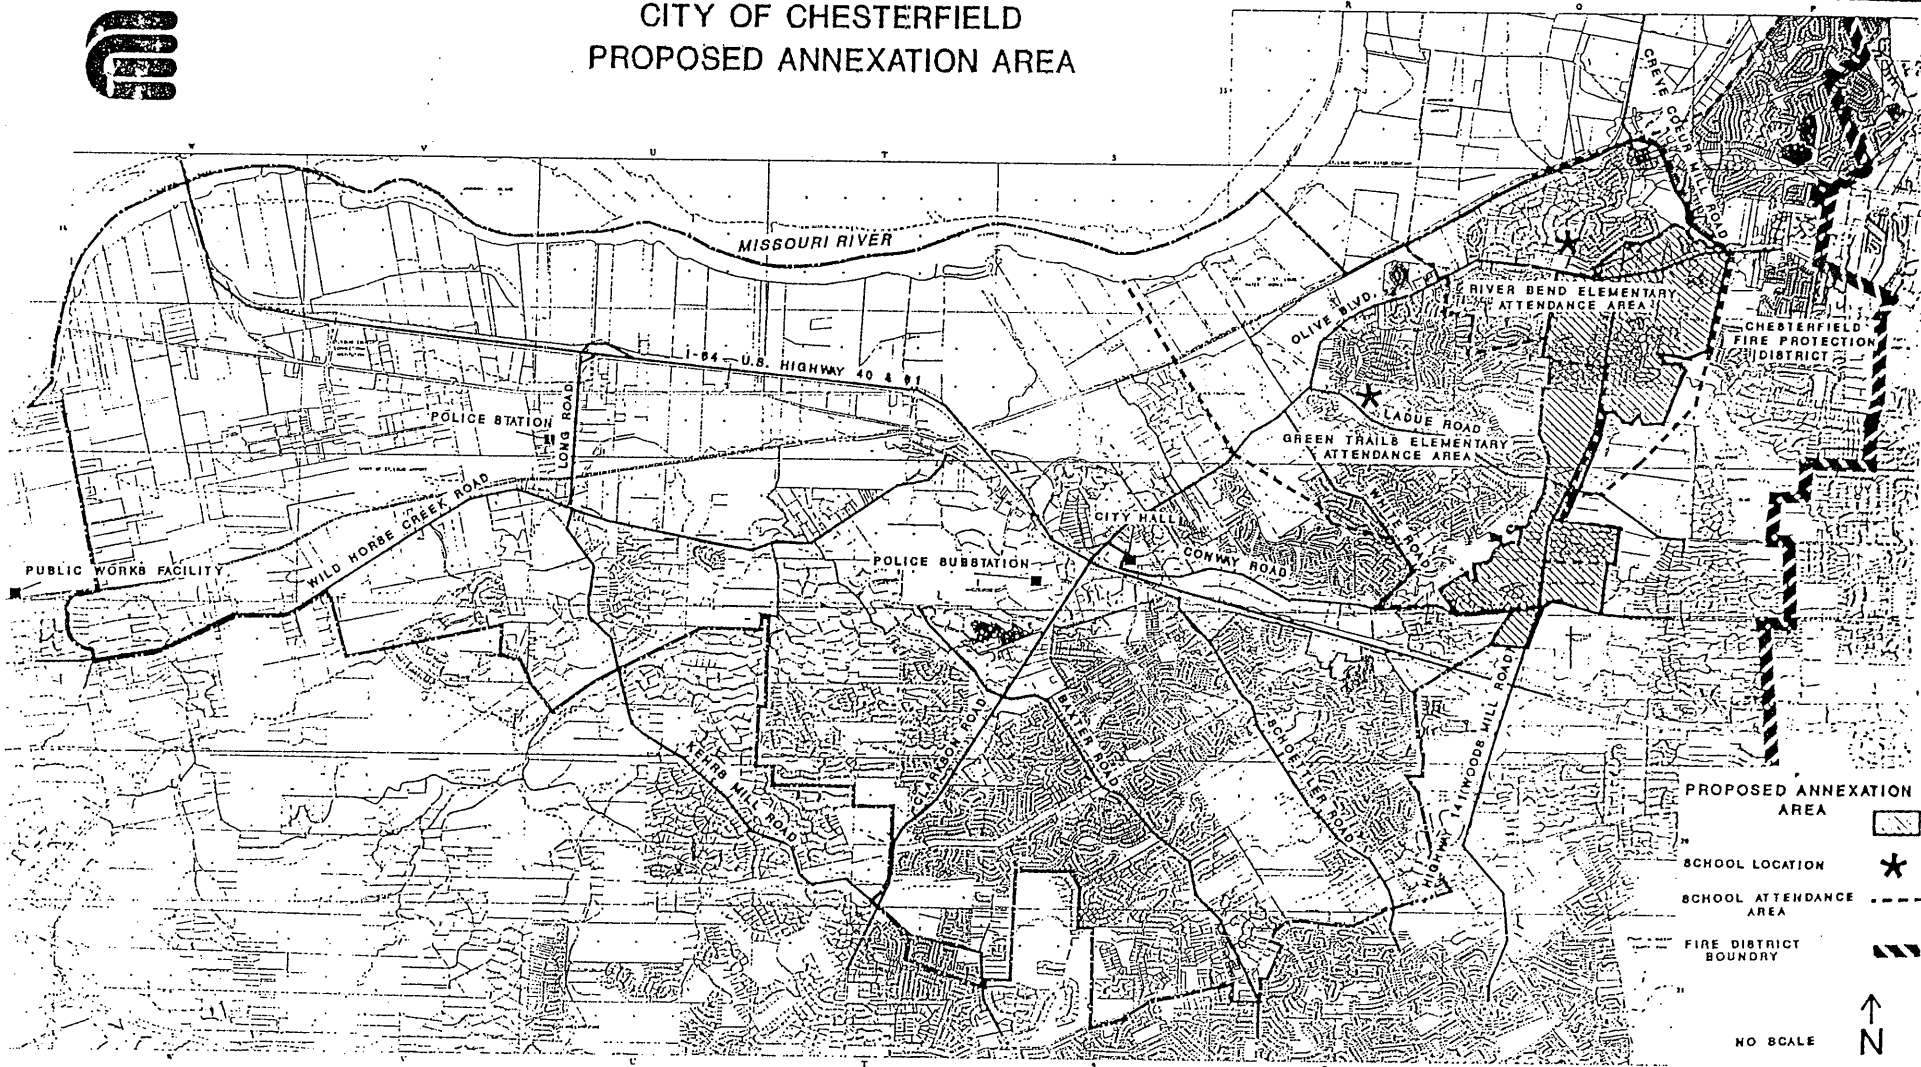 CITY OF CHESTERFIELD
PROPOSED ANNEXATION AREA
R
Q
P
W
V
U
T
S
CREVE COEUR MILL ROAD
MISSOURI RIVER
OLIVE BLVD.
RIVER BEND ELEMENTARY
ATTENDANCE AREA
CHESTERFIELD
FIRE PROTECTION
DISTRICT
I-64 - U.S. HIGHWAY 40 & 61
POLICE STATION
LONG ROAD
LADUE ROAD
GREEN TRAILS ELEMENTARY
ATTENDANCE AREA
WILD HORSE CREEK ROAD
WHITE ROAD
CITY HALL
CONWAY ROAD
PUBLIC WORKS FACILITY
POLICE SUBSTATION
KEHRS MILL ROAD
CLARKSON ROAD
BAXTER ROAD
SCHOETTLER ROAD
HIGHWAY 141 (WOODS MILL ROAD)
PROPOSED ANNEXATION
AREA
SCHOOL LOCATION
SCHOOL ATTENDANCE
AREA
FIRE DISTRICT
BOUNDRY
NO SCALE
N